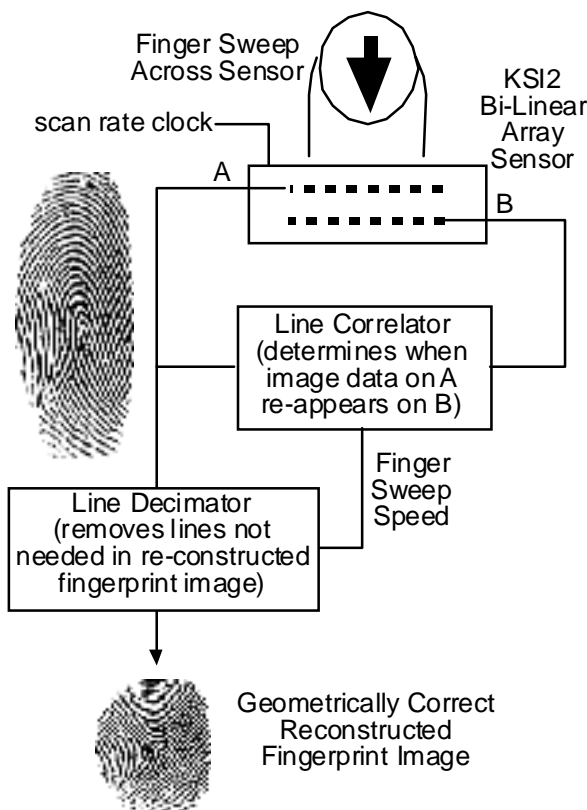 Finger Sweep
Across Sensor
KSI2
Bi-Linear
Array
Sensor
scan rate clock
A
B
Line Correlator
(determines when
image data on A
re-appears on B)
Finger
Sweep
Speed
Line Decimator
(removes lines not
needed in re-constructed
fingerprint image)
Geometrically Correct
Reconstructed
Fingerprint Image